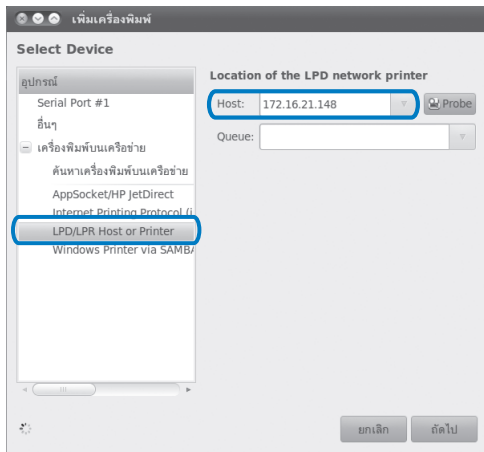 เพิ่มเครื่องพิมพ์
Select Device
อุปกรณ์
Serial Port #1
อื่นๆ
เครื่องพิมพ์บนเครือข่าย
ค้นหาเครื่องพิมพ์บนเครือข่าย
AppSocket/HP JetDirect
Internet Printing Protocol (i
LPD/LPR Host or Printer
Windows Printer via SAMBA
Location of the LPD network printer
Host: 172.16.21.148 Probe
Queue:
ยกเลิก ถัดไป